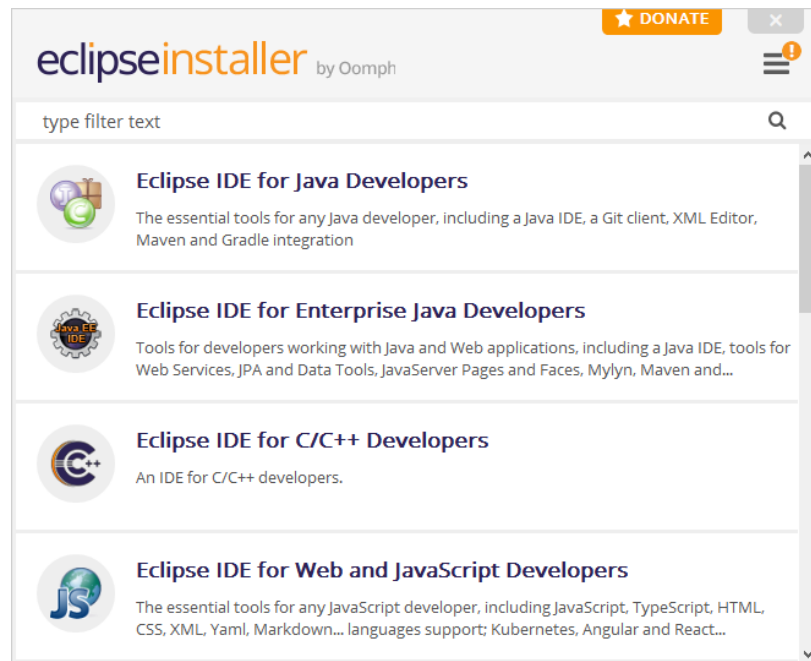 DONATE
eclipseinstaller by Oomph
type filter text
Eclipse IDE for Java Developers
The essential tools for any Java developer, including a Java IDE, a Git client, XML Editor,
Maven and Gradle integration
Java EE
IDE
Eclipse IDE for Enterprise Java Developers
Tools for developers working with Java and Web applications, including a Java IDE, tools for
Web Services, JPA and Data Tools, JavaServer Pages and Faces, Mylyn, Maven and...
C++
Eclipse IDE for C/C++ Developers
An IDE for C/C++ developers.
JS
Eclipse IDE for Web and JavaScript Developers
The essential tools for any JavaScript developer, including JavaScript, TypeScript, HTML,
CSS, XML, Yaml, Markdown... languages support; Kubernetes, Angular and React...